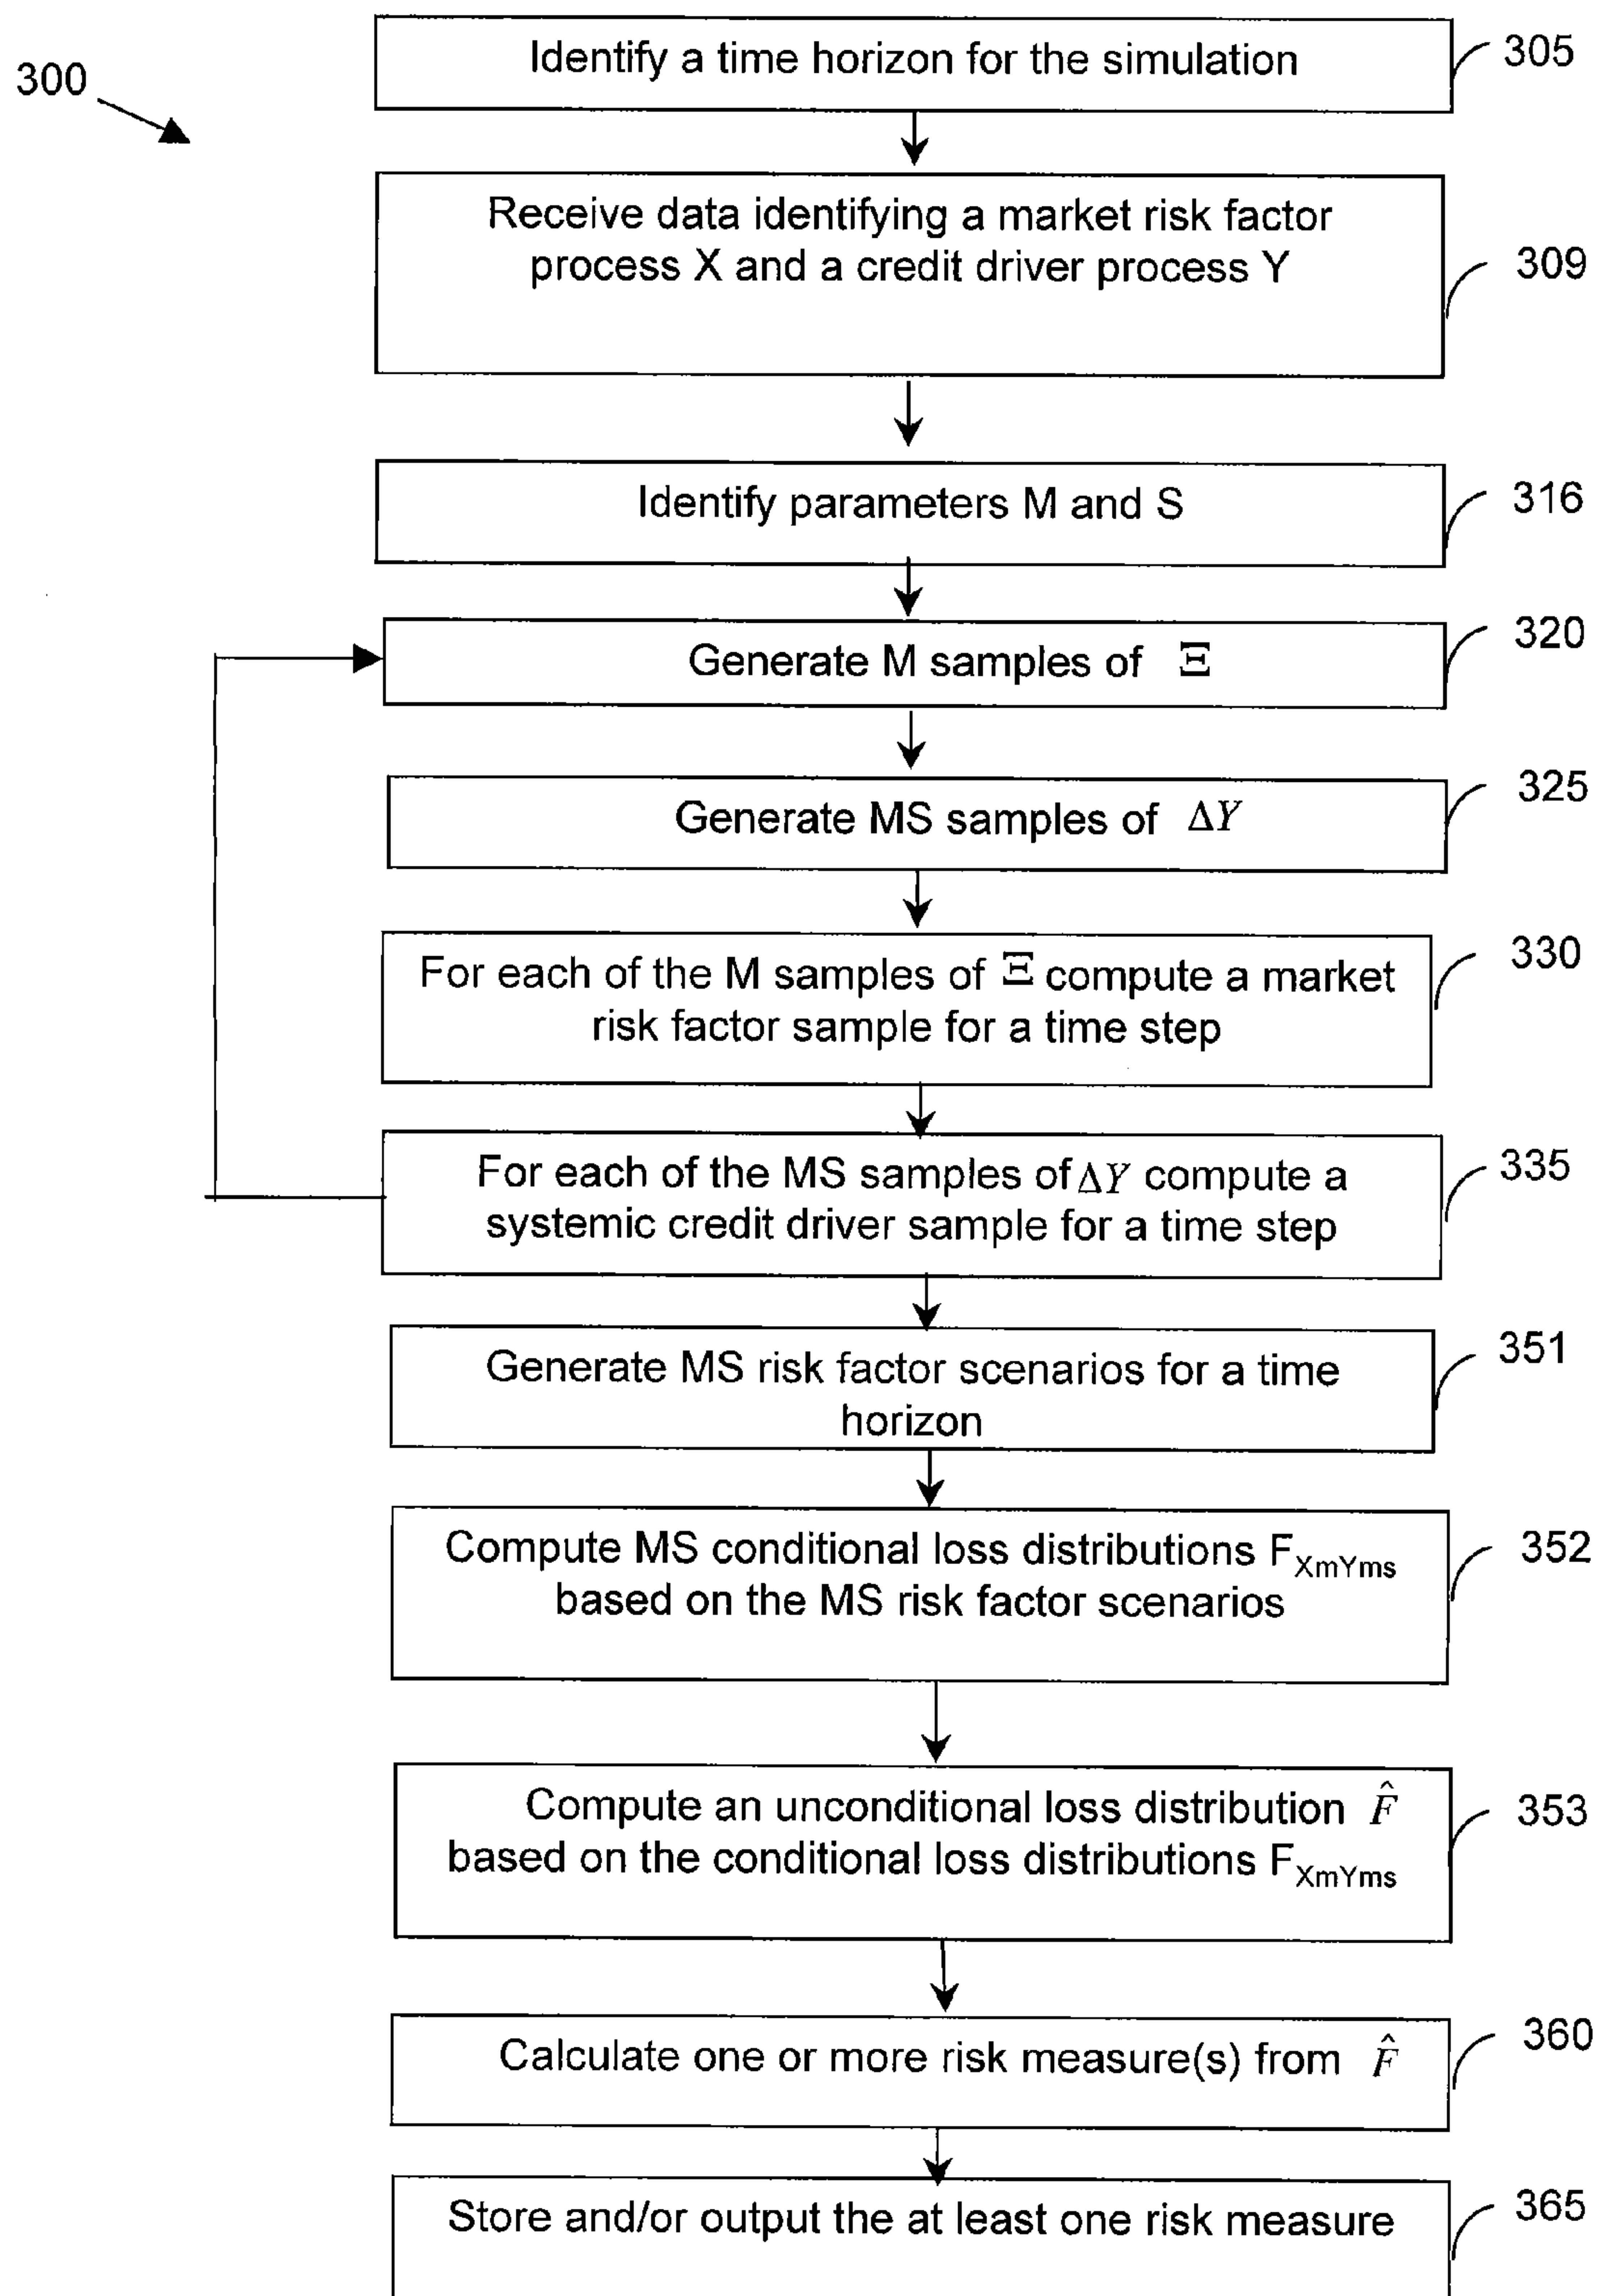 300
Identify a time horizon for the simulation
305
Receive data identifying a market risk factor
process X and a credit driver process Y
309
Identify parameters M and S
316
Generate M samples of Ξ
320
Generate MS samples of ΔY
325
For each of the M samples of Ξ compute a market
risk factor sample for a time step
330
For each of the MS samples of ΔY compute a
systemic credit driver sample for a time step
335
Generate MS risk factor scenarios for a time
horizon
351
Compute MS conditional loss distributions F_XmYms
based on the MS risk factor scenarios
352
Compute an unconditional loss distribution F̂
based on the conditional loss distributions F_XmYms
353
Calculate one or more risk measure(s) from F̂
360
Store and/or output the at least one risk measure
365